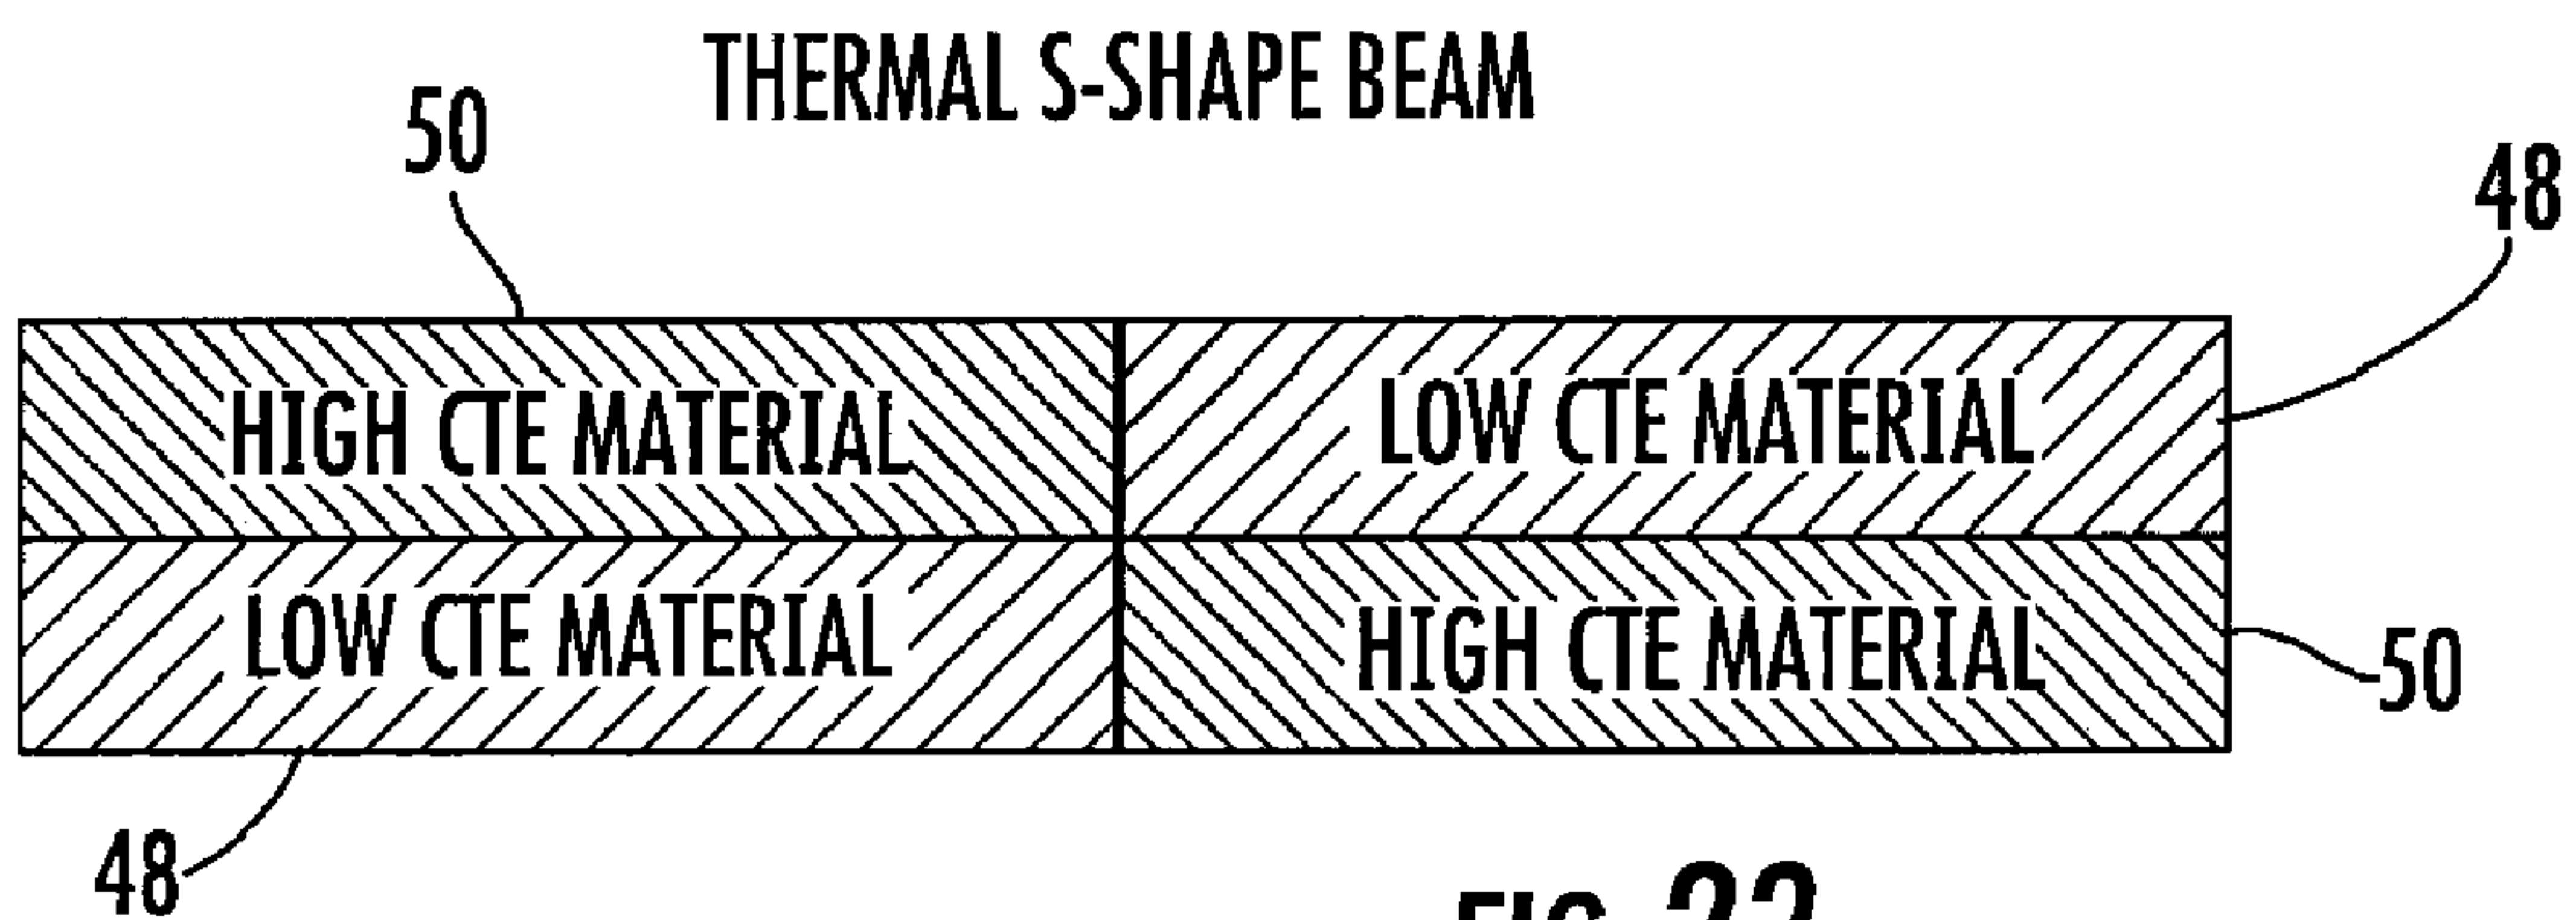 THERMAL S-SHAPE BEAM
50
48
HIGH CTE MATERIAL
LOW CTE MATERIAL
LOW CTE MATERIAL
HIGH CTE MATERIAL
50
48